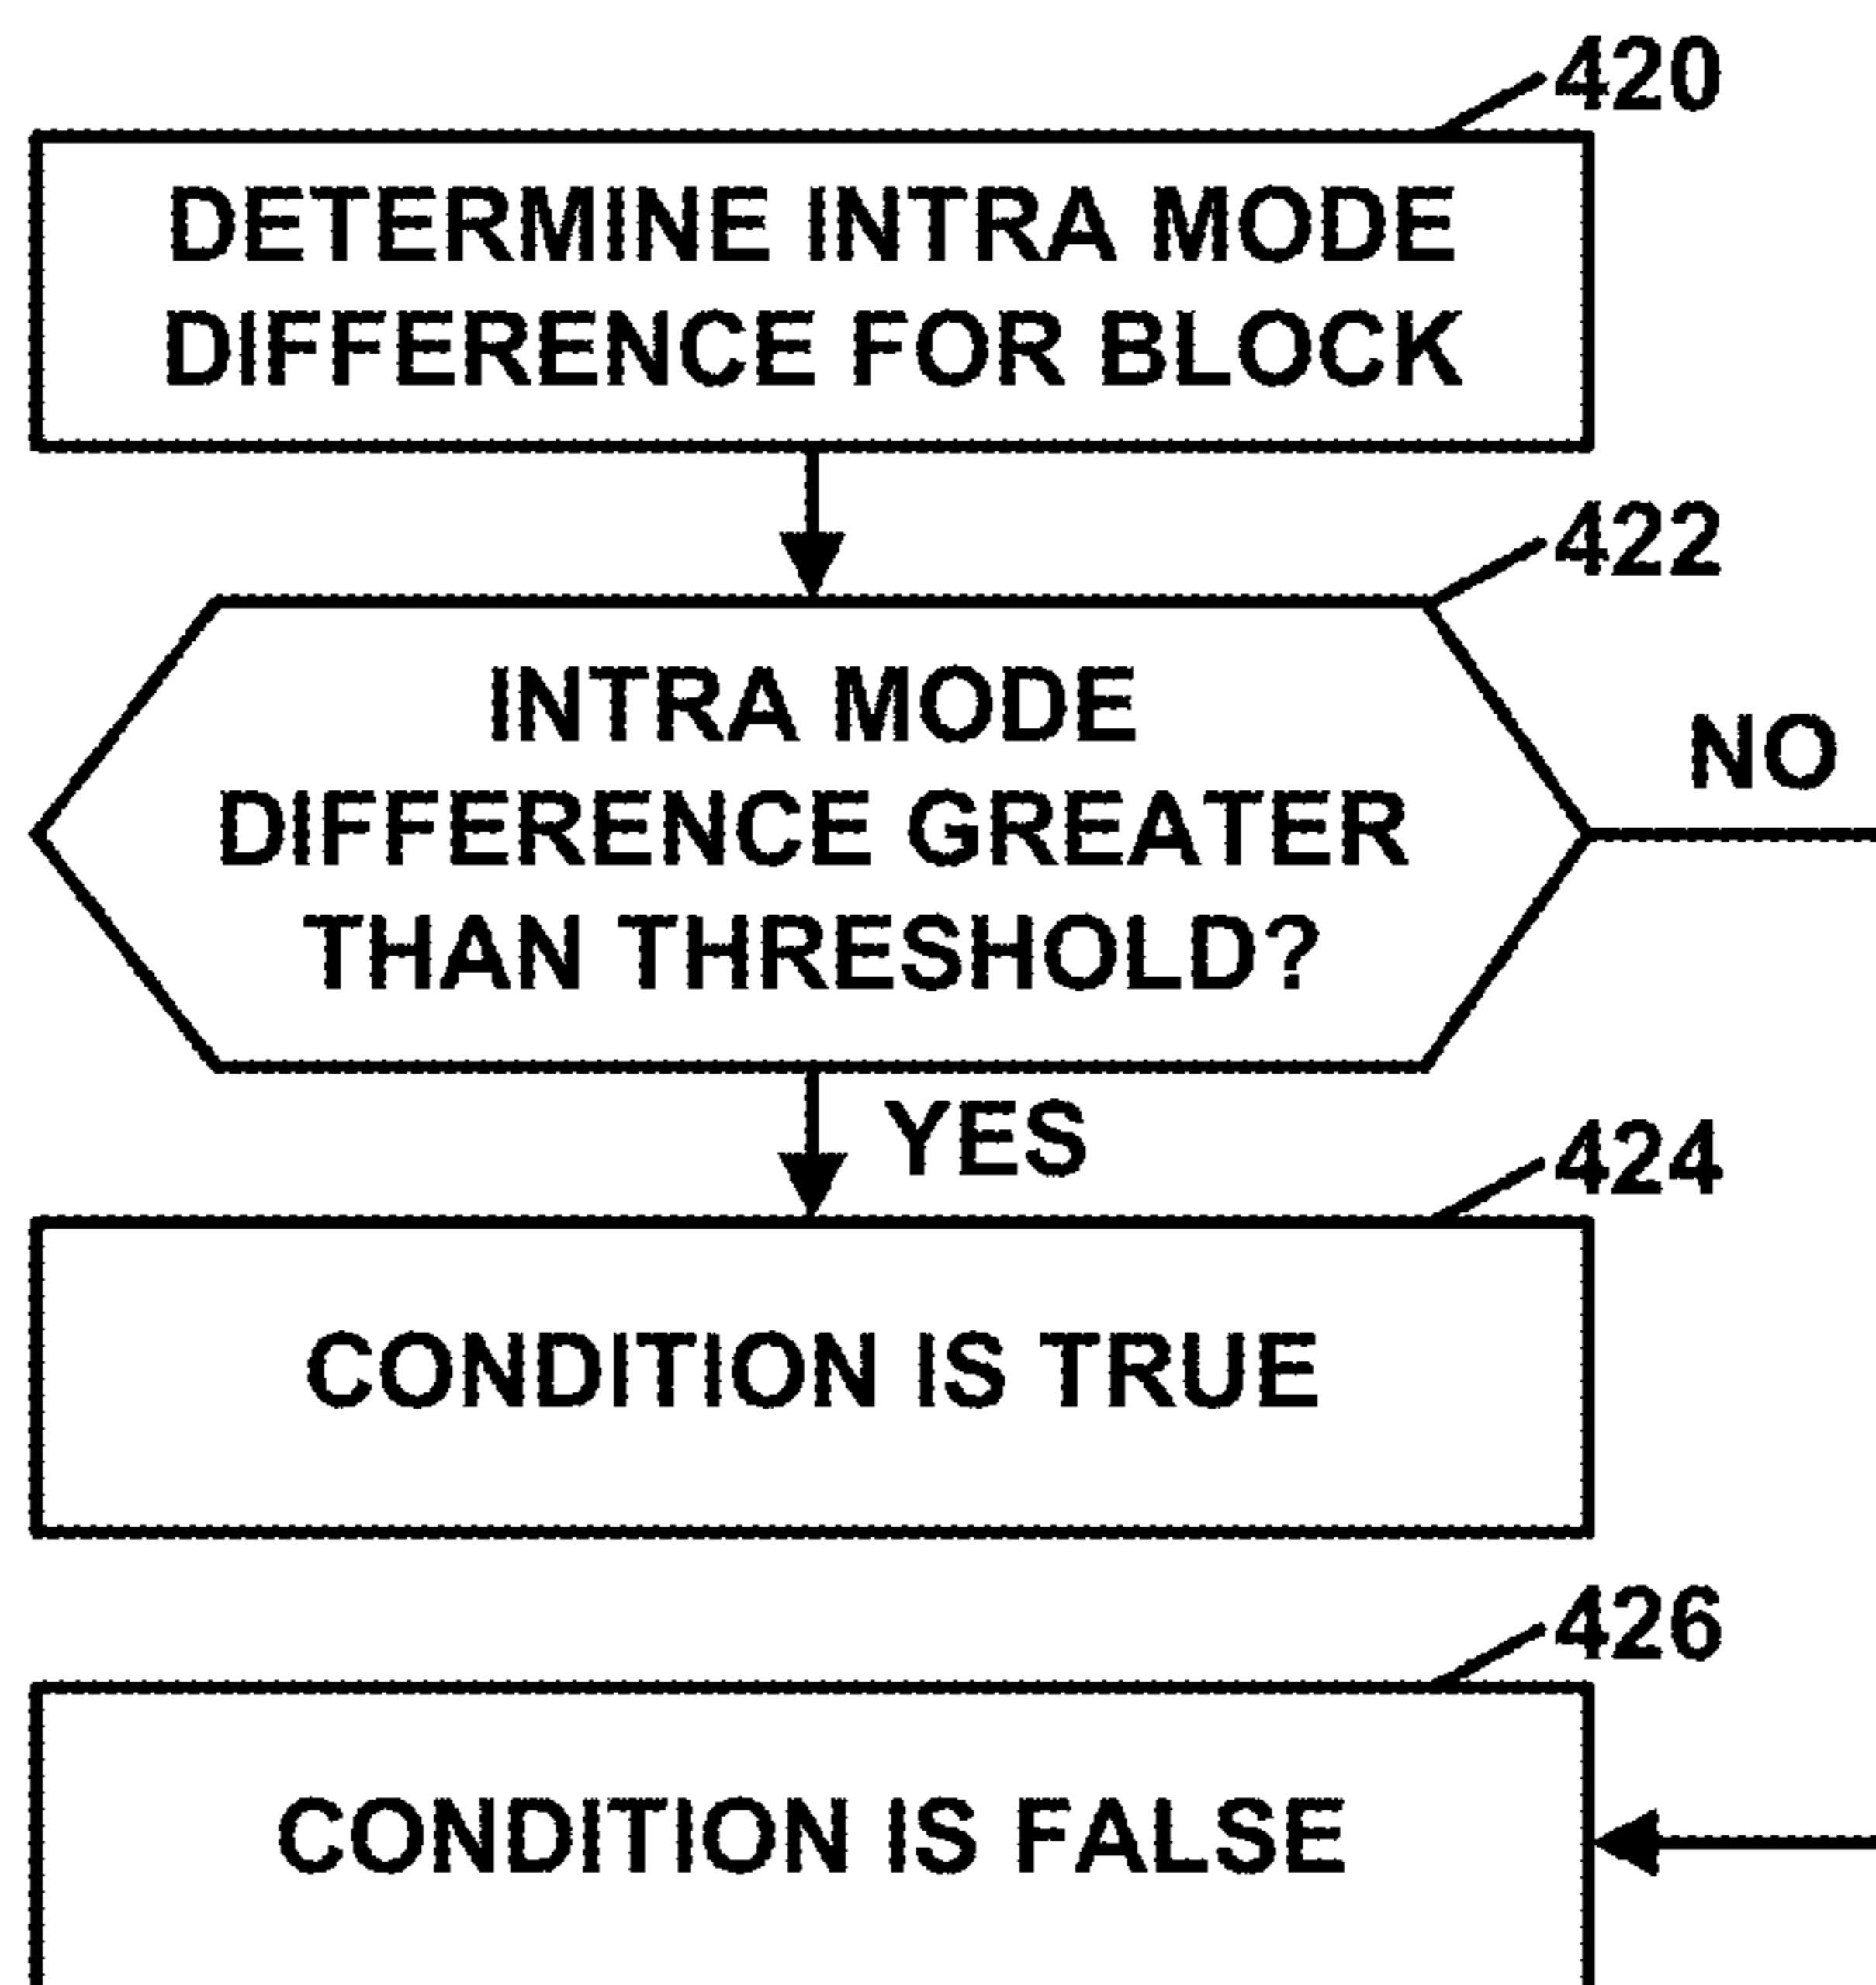 420
DETERMINE INTRA MODE
DIFFERENCE FOR BLOCK
422
INTRA MODE
DIFFERENCE GREATER
THAN THRESHOLD?
NO
YES
424
CONDITION IS TRUE
426
CONDITION IS FALSE